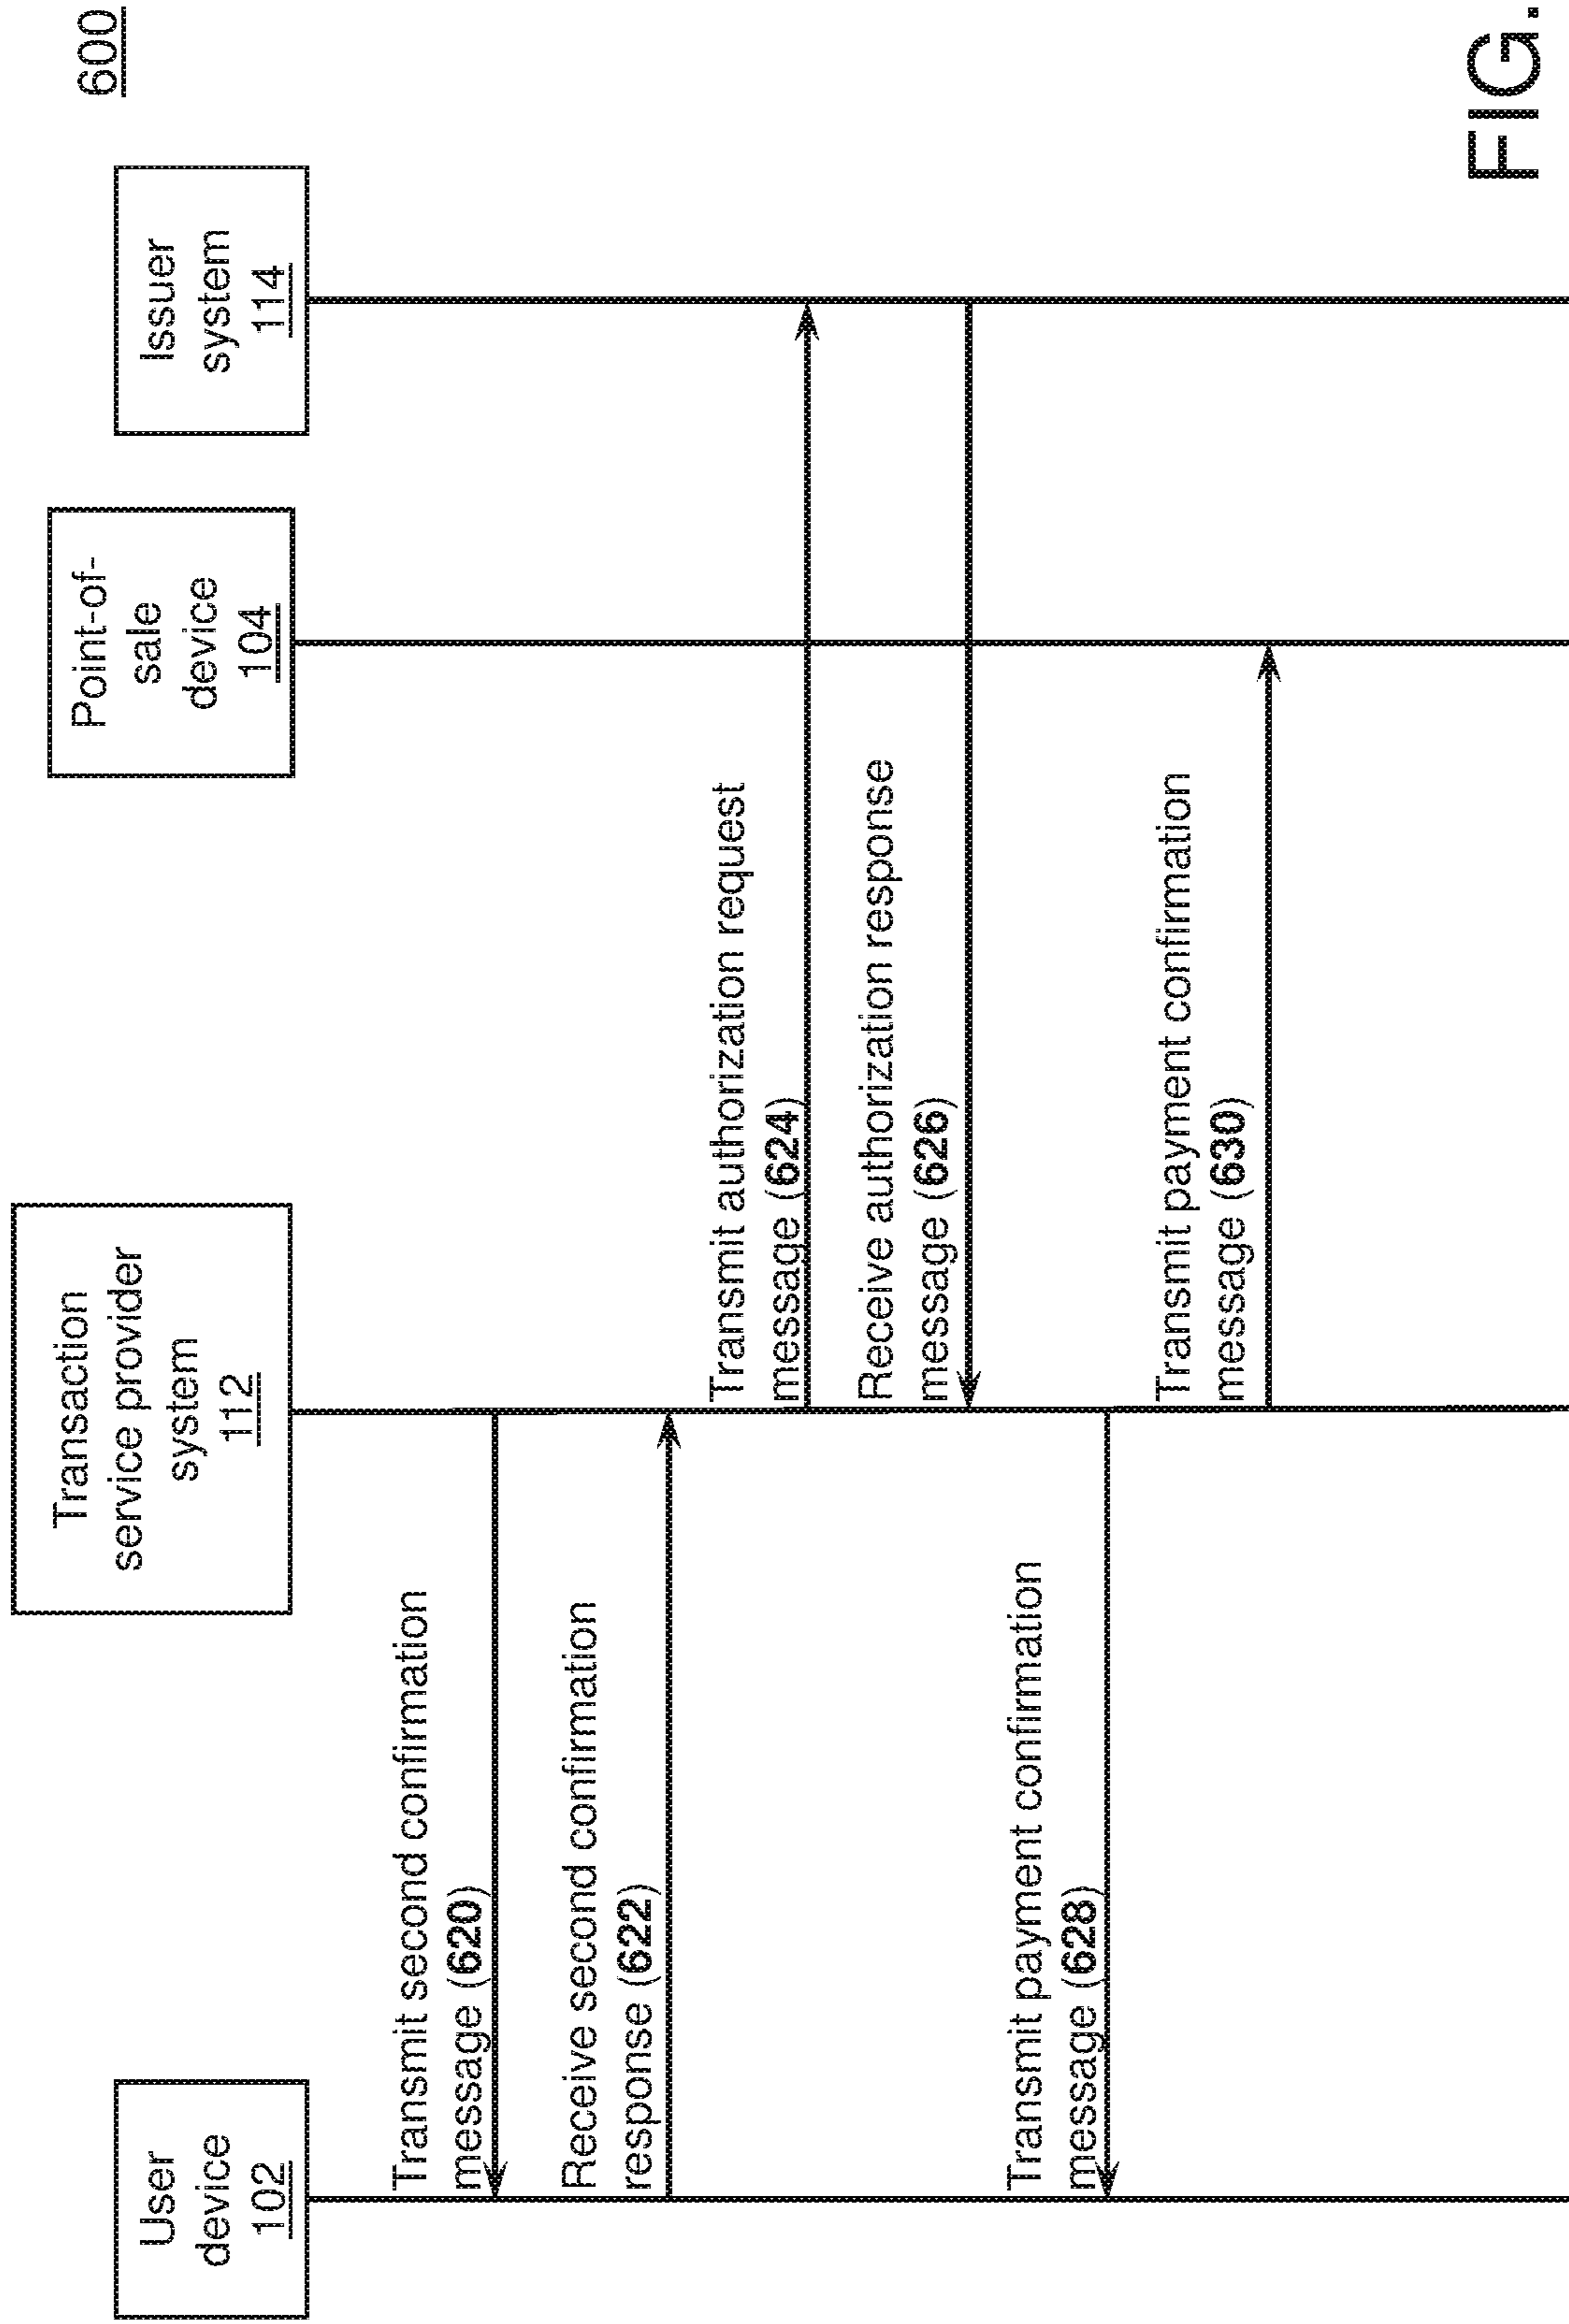 600
User
device
102
Transaction
service provider
system
112
Point-of-
sale
device
104
Issuer
system
114
Transmit second confirmation
message (620)
Receive second confirmation
response (622)
Transmit authorization request
message (624)
Receive authorization response
message (626)
Transmit payment confirmation
message (628)
Transmit payment confirmation
message (630)
FIG.